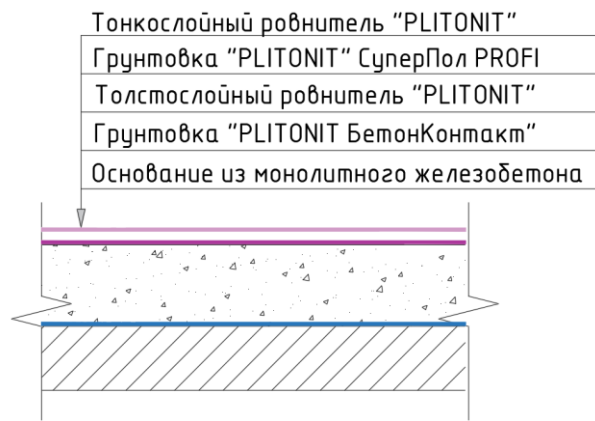 Тонкослойный ровнитель "PLITONIT"
Грунтовка "PLITONIT" СуперПол PROFI
Толстослойный ровнитель "PLITONIT"
Грунтовка "PLITONIT БетонКонтакт"
Основание из монолитного железобетона